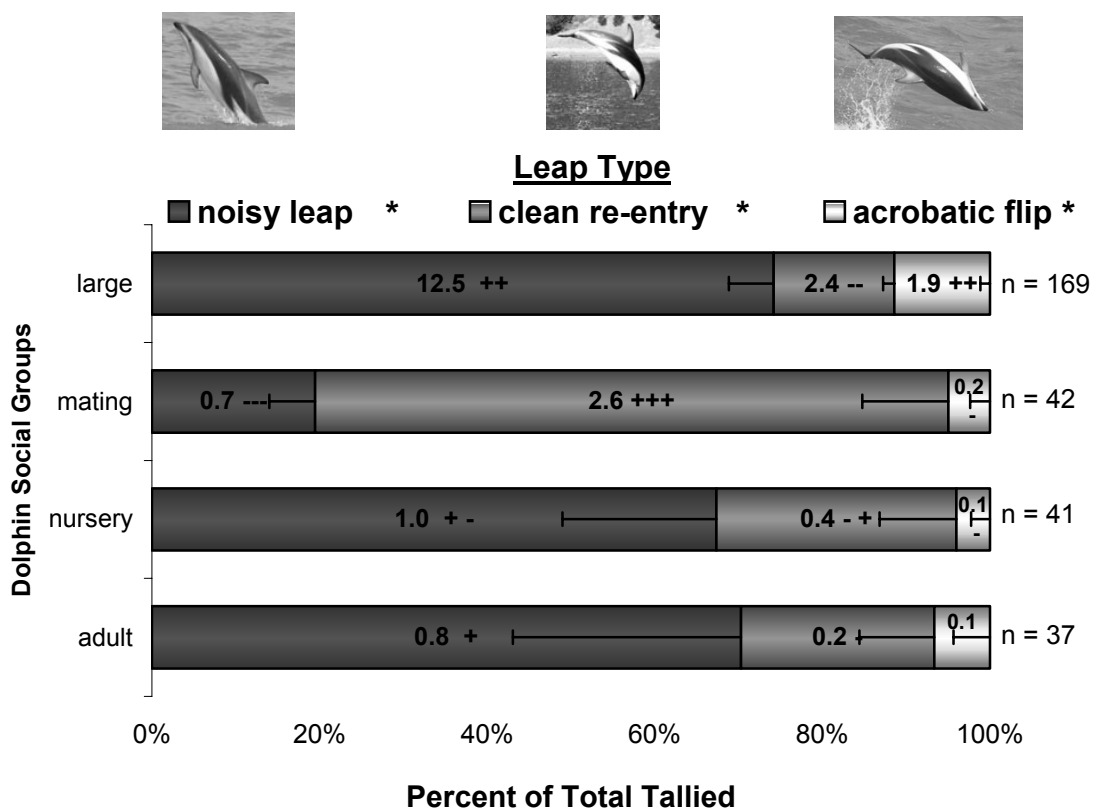 Leap Type
noisy leap * clean re-entry * acrobatic flip *
Dolphin Social Groups
large 12.5 ++ 2.4 -- 1.9 ++ n = 169
mating 0.7 --- 2.6 +++ 0.2 - n = 42
nursery 1.0 + - 0.4 - + 0.1 - n = 41
adult 0.8 + 0.2 - 0.1 n = 37
0% 20% 40% 60% 80% 100%
Percent of Total Tallied